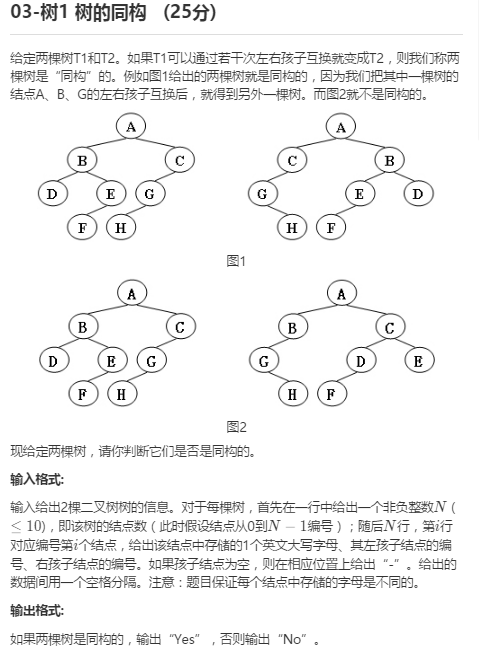 03-树1 树的同构 （25分）
给定两棵树T1和T2。如果T1可以通过若干次左右孩子互换就变成T2，则我们称两
棵树是“同构”的。例如图1给出的两棵树就是同构的，因为我们把其中一棵树的
结点A、B、G的左右孩子互换后，就得到另外一棵树。而图2就不是同构的。
A A
B C C B
D E G G E D
F H H F
图1
A A
B C B C
D E G G D E
F H H F
图2
现给定两棵树，请你判断它们是否是同构的。
输入格式:
输入给出2棵二叉树树的信息。对于每棵树，首先在一行中给出一个非负整数N（
≤ 10)，即该树的结点数（此时假设结点从0到N − 1编号）；随后N行，第i行
对应编号第i个结点，给出该结点中存储的1个英文大写字母、其左孩子结点的编
号、右孩子结点的编号。如果孩子结点为空，则在相应位置上给出“-”。给出的
数据间用一个空格分隔。注意：题目保证每个结点中存储的字母是不同的。
输出格式:
如果两棵树是同构的，输出“Yes”，否则输出“No”。